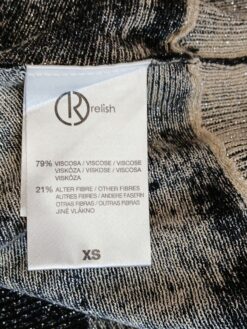 R relish
79% VISCOSA / VISCOSE / VISCOSE
VISKÓZA / VISKOSE / VISCOSA
VISKÓZA
21% ALTER FIBRE / OTHER FIBRES
AUTRES FIBRES / ANDERE FASERN
OTRAS FIBRAS / OUTRAS FIBRAS
JINÉ VLÁKNO
XS